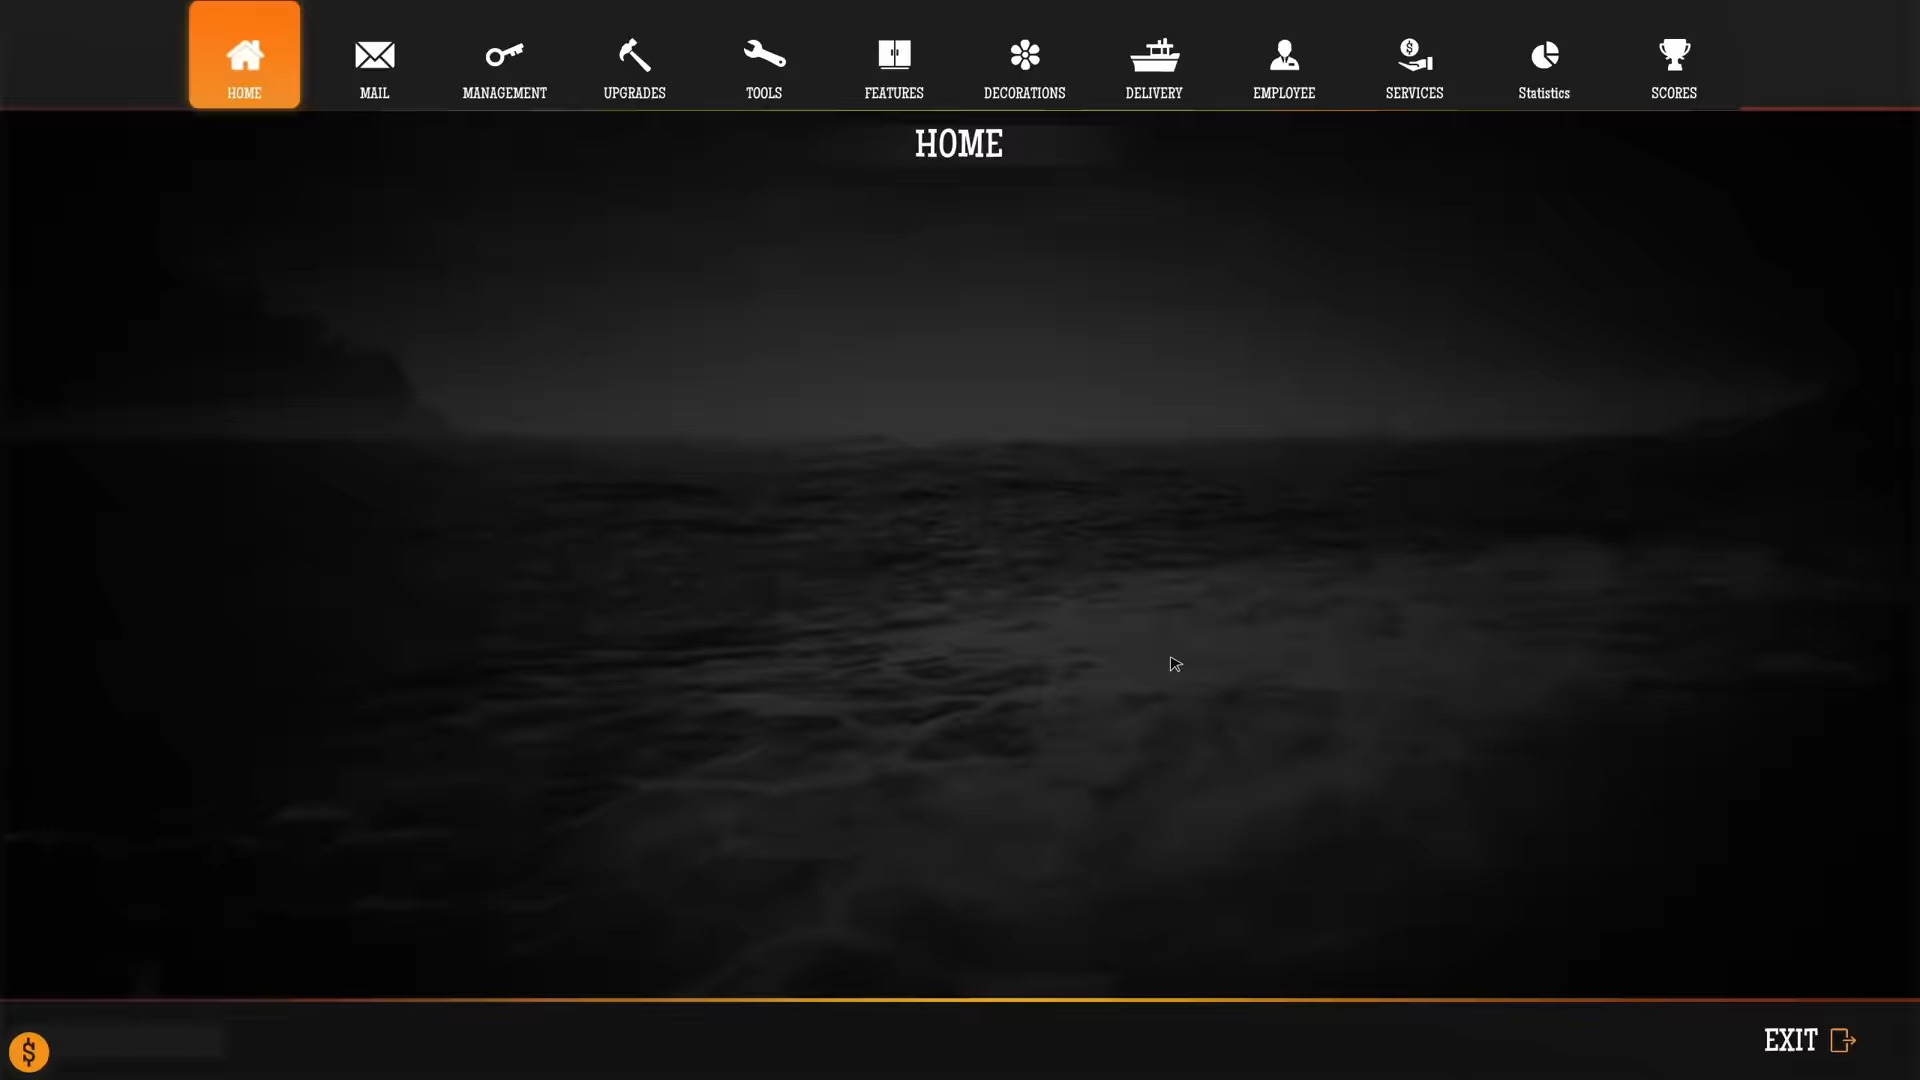 HOME
MAIL
MANAGEMENT
UPGRADES
TOOLS
FEATURES
DECORATIONS
DELIVERY
EMPLOYEE
SERVICES
Statistics
SCORES
HOME
EXIT